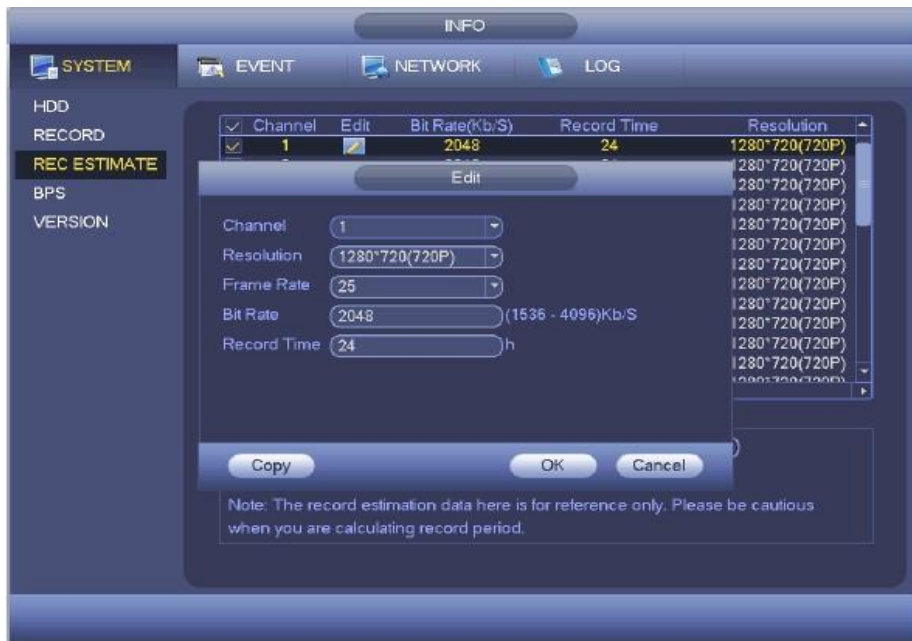 INFO
SYSTEM EVENT NETWORK LOG
HDD
RECORD
REC ESTIMATE
BPS
VERSION
Channel Edit Bit Rate(Kb/S) Record Time Resolution
1 2048 24 1280*720(720P)
1280*720(720P)
1280*720(720P)
1280*720(720P)
1280*720(720P)
1280*720(720P)
1280*720(720P)
1280*720(720P)
1280*720(720P)
1280*720(720P)
1280*720(720P)
1280*720(720P)
Edit
Channel 1
Resolution 1280*720(720P)
Frame Rate 25
Bit Rate 2048 (1536 - 4096)Kb/S
Record Time 24 h
Copy OK Cancel
Note: The record estimation data here is for reference only. Please be cautious
when you are calculating record period.